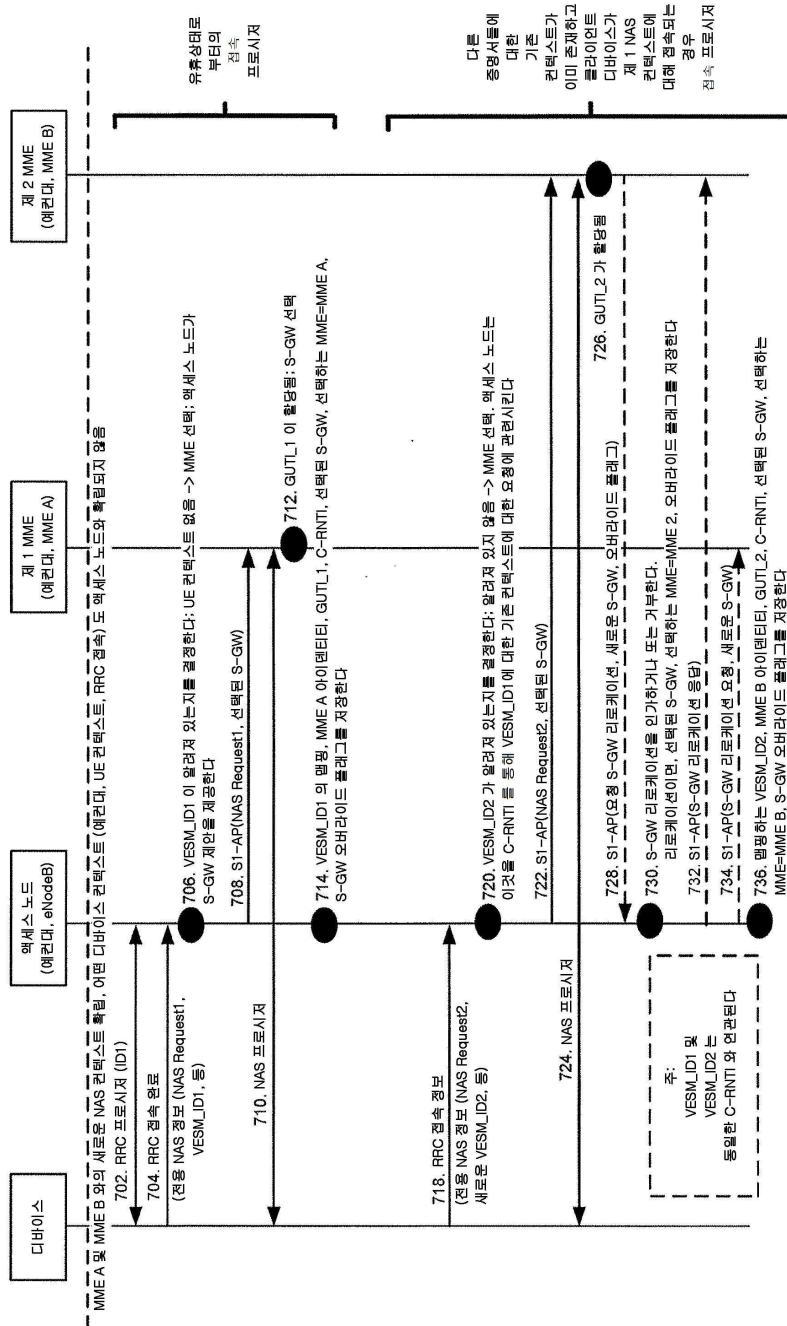 디바이스
액세스 노드
(예컨대, eNodeB)
제 1 MME
(예컨대, MME A)
제 2 MME
(예컨대, MME B)
MME A 및 MME B 와의 새로운 NAS 컨텍스트 확립, 어떤 디바이스 컨텍스트 (예컨대, UE 컨텍스트, RRC 접속) 도 액세스 노드와 확립되지 않음
702. RRC 프로시저 (ID1)
704. RRC 접속 완료
(전용 NAS 정보 (NAS Request1,
VESM_ID1, 등)
706. VESM_ID1 이 알려져 있는지를 결정한다; UE 컨텍스트 없음 -> MME 선택; 액세스 노드가
S-GW 제안을 제공한다
708. S1-AP(NAS Request1, 선택된 S-GW)
710. NAS 프로시저
712. GUTI_1 이 할당됨; S-GW 선택
714. VESM_ID1 의 맵핑, MME A 아이덴티티, GUTI_1, C-RNTI, 선택된 S-GW, 선택하는 MME=MME A,
S-GW 오버라이드 플래그를 저장한다
유휴상태로
부터의
접속
프로시저
718. RRC 접속 정보
(전용 NAS 정보 (NAS Request2,
새로운 VESM_ID2, 등)
720. VESM_ID2 가 알려져 있는지를 결정한다; 알려져 있지 않음 -> MME 선택. 액세스 노드는
이것을 C-RNTI 를 통해 VESM_ID1에 대한 기존 컨텍스트에 대한 요청에 관련시킨다
722. S1-AP(NAS Request2, 선택된 S-GW)
724. NAS 프로시저
726. GUTI_2 가 할당됨
728. S1-AP(요청 S-GW 리로케이션, 새로운 S-GW, 오버라이드 플래그)
730. S-GW 리로케이션을 인가하거나 또는 거부한다.
리로케이션이면, 선택된 S-GW, 선택하는 MME=MME 2, 오버라이드 플래그를 저장한다
732. S1-AP(S-GW 리로케이션 응답)
734. S1-AP(S-GW 리로케이션 요청, 새로운 S-GW)
736. 맵핑하는 VESM_ID2, MME B 아이덴티티, GUTI_2, C-RNTI, 선택된 S-GW, 선택하는
MME=MME B, S-GW 오버라이드 플래그를 저장한다
주:
VESM_ID1 및
VESM_ID2 는
동일한 C-RNTI 와 연관된다
다른
증명서들에
대한
기존
컨텍스트가
이미 존재하고
클라이언트
디바이스가
제 1 NAS
컨텍스트에
대해 접속되는
경우
접속 프로시저